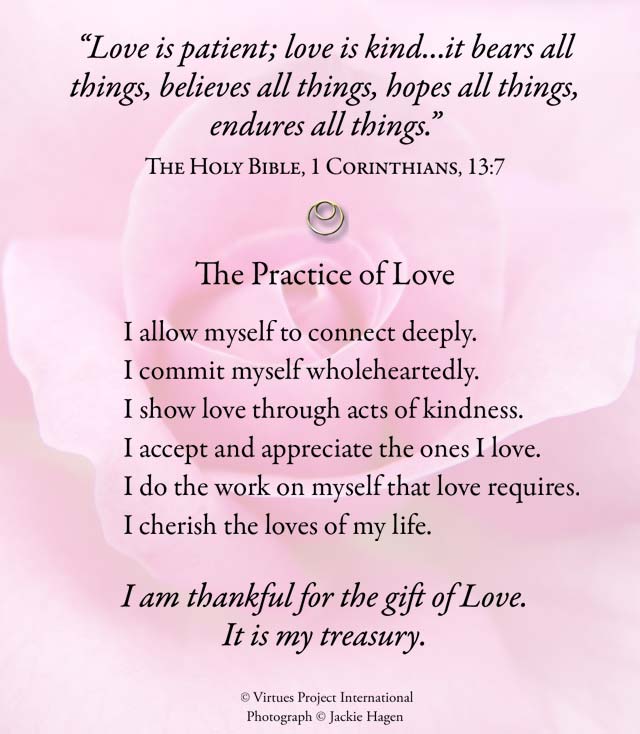 “Love is patient; love is kind...it bears all
things, believes all things, hopes all things,
endures all things.”
The Holy Bible, 1 Corinthians, 13:7
The Practice of Love
I allow myself to connect deeply.
I commit myself wholeheartedly.
I show love through acts of kindness.
I accept and appreciate the ones I love.
I do the work on myself that love requires.
I cherish the loves of my life.
I am thankful for the gift of Love.
It is my treasury.
© Virtues Project International
Photograph © Jackie Hagen